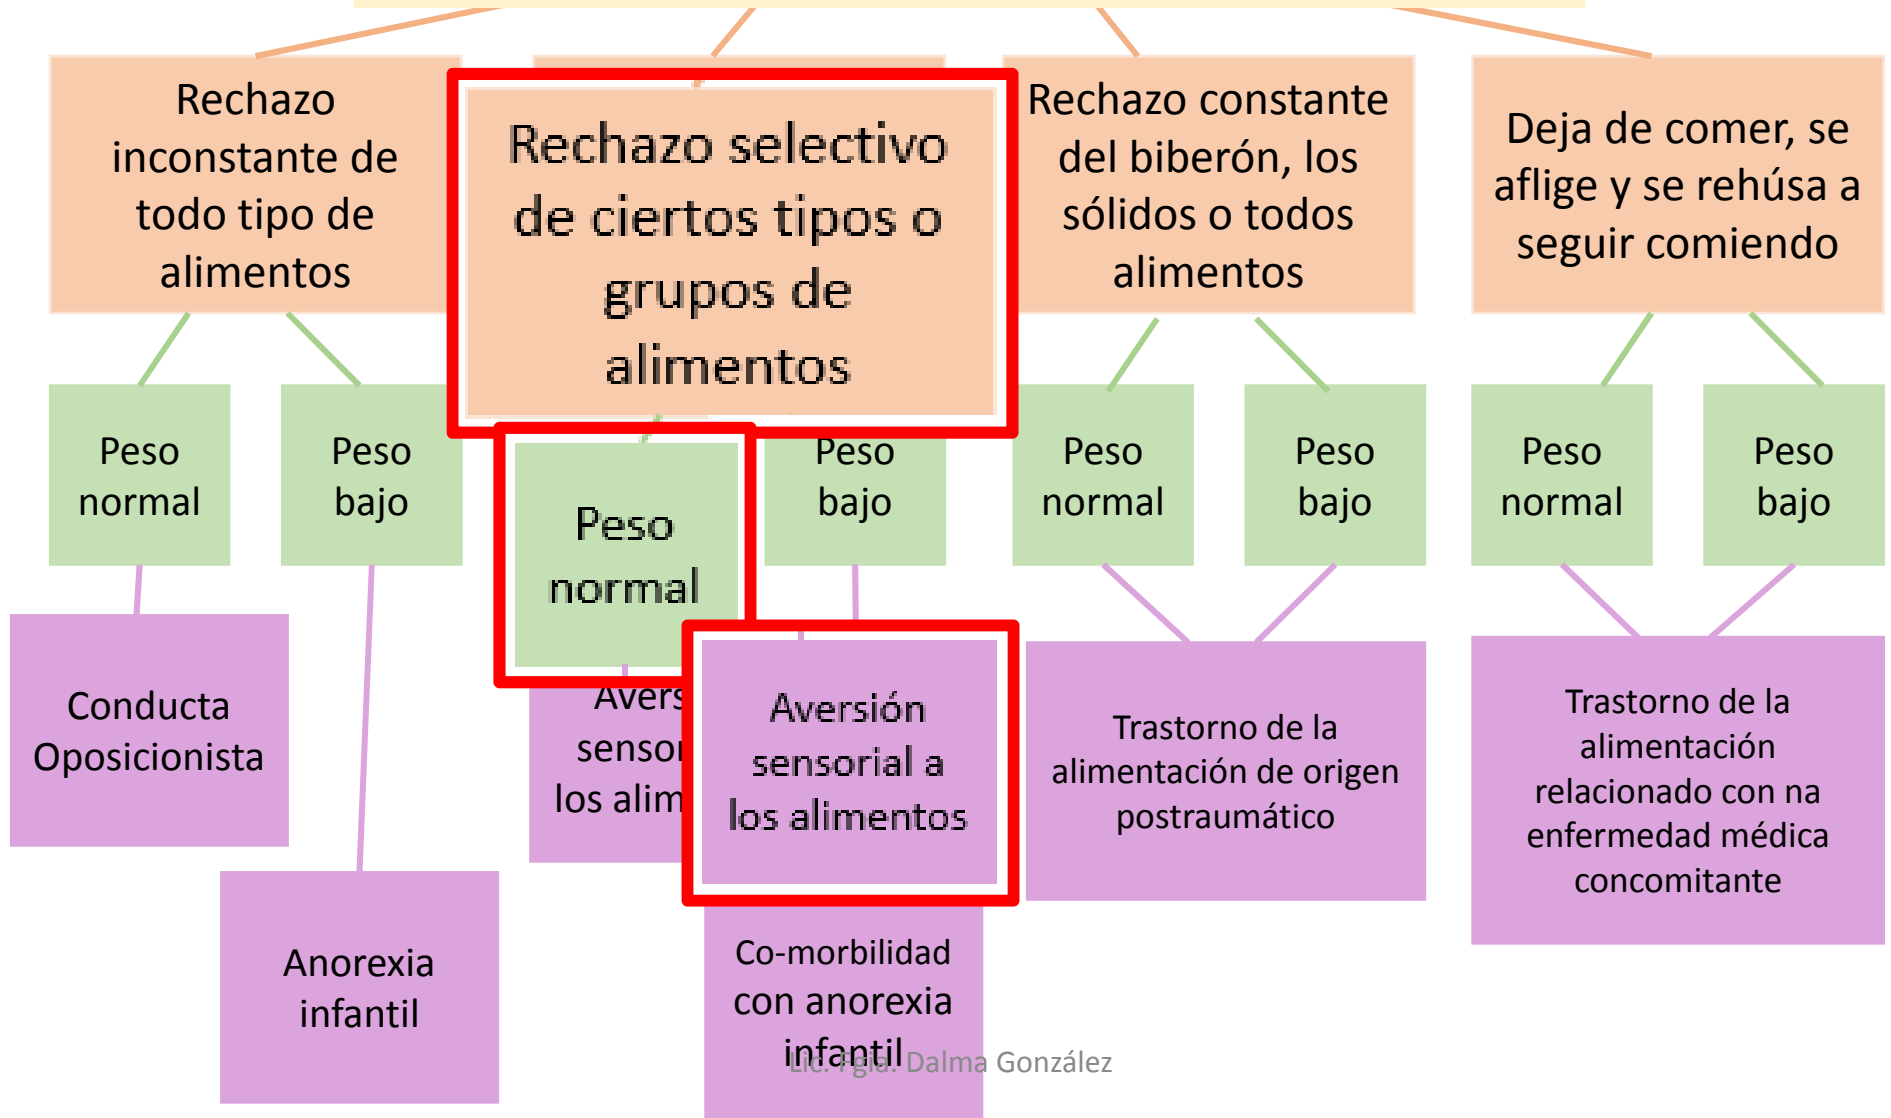 Rechazo
inconstante de
todo tipo de
alimentos
Rechazo selectivo
de ciertos tipos o
grupos de
alimentos
Rechazo constante
del biberón, los
sólidos o todos
alimentos
Deja de comer, se
aflige y se rehúsa a
seguir comiendo
Peso
normal
Peso
bajo
Peso
normal
Peso
bajo
Peso
normal
Peso
bajo
Peso
normal
Peso
bajo
Conducta
Oposicionista
Anorexia
infantil
los
Aversión
sensorial a
los alimentos
Co-morbilidad
con anorexia
infantil
Trastorno de la
alimentación de origen
postraumático
Trastorno de la
alimentación
relacionado con na
enfermedad médica
concomitante
Lic. Fgia. Dalma González